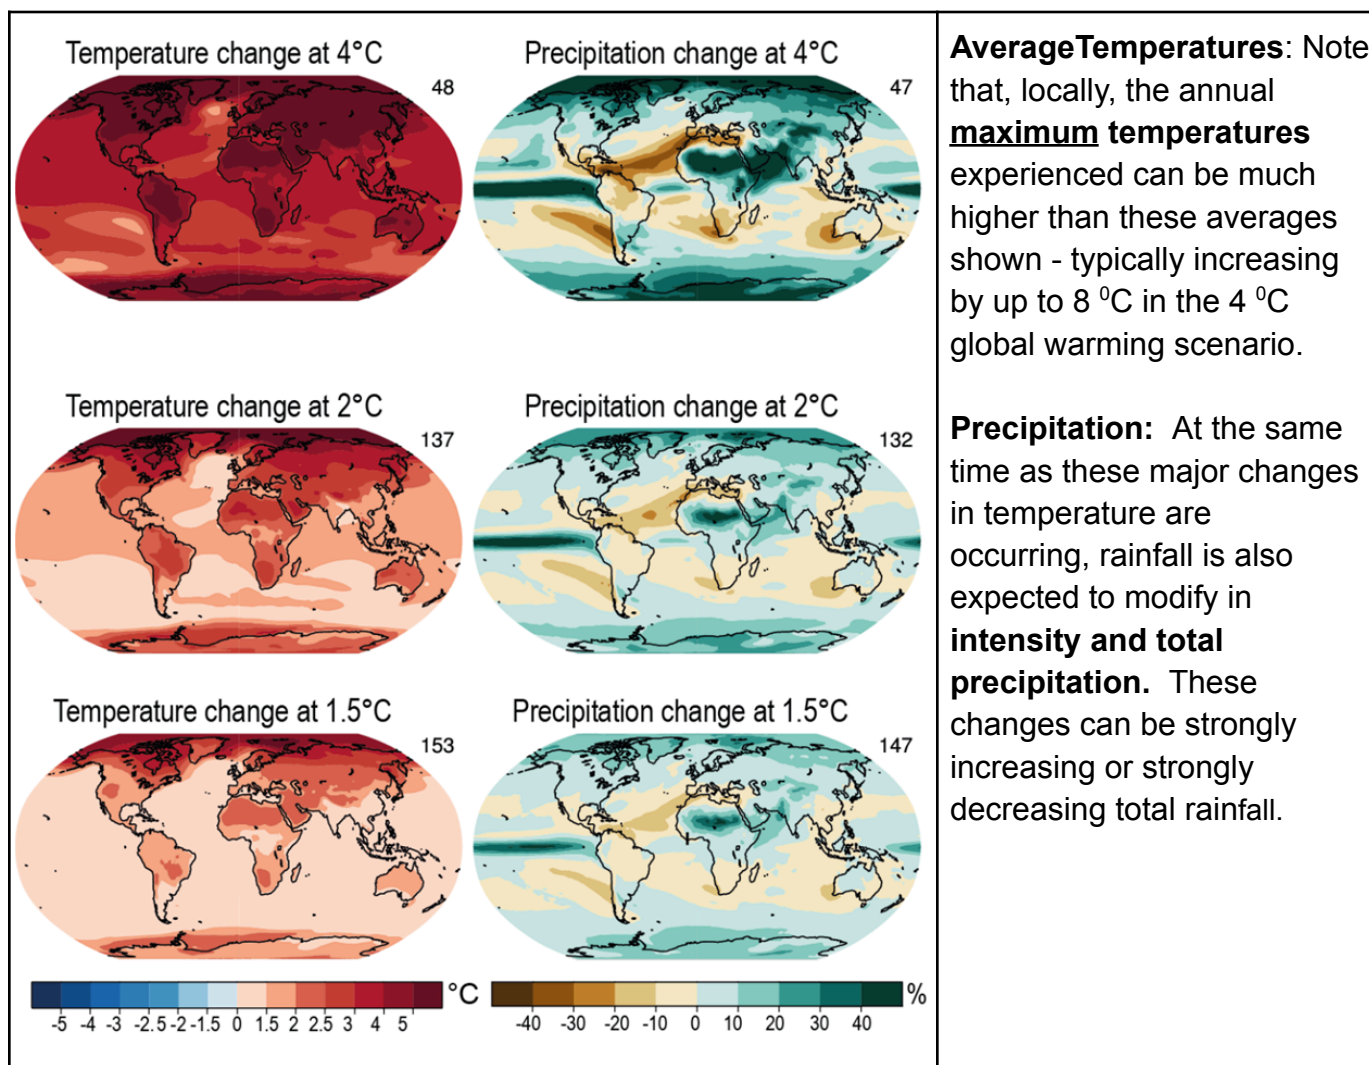 Temperature change at 4°C
48
Precipitation change at 4°C
47
Temperature change at 2°C
137
Precipitation change at 2°C
132
Temperature change at 1.5°C
153
Precipitation change at 1.5°C
147
°C
-5 -4 -3 -2.5 -2 -1.5 0 1.5 2 2.5 3 4 5
%
-40 -30 -20 -10 0 10 20 30 40
AverageTemperatures: Note
that, locally, the annual
maximum temperatures
experienced can be much
higher than these averages
shown - typically increasing
by up to 8 ⁰C in the 4 ⁰C
global warming scenario.
Precipitation: At the same
time as these major changes
in temperature are
occurring, rainfall is also
expected to modify in
intensity and total
precipitation. These
changes can be strongly
increasing or strongly
decreasing total rainfall.